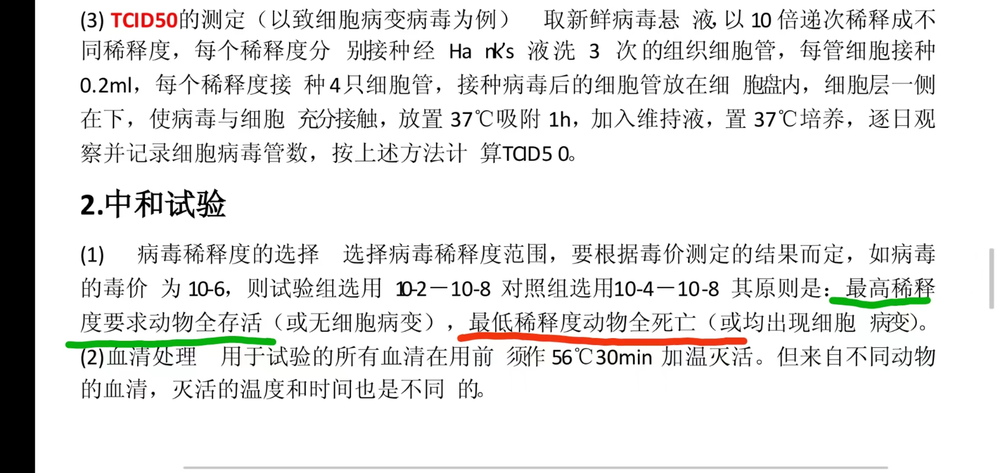 (3) TCID50的测定（以致细胞病变病毒为例） 取新鲜病毒悬 液, 以 10 倍递次稀释成不
同稀释度，每个稀释度分 别接种经 Ha nk's 液洗 3 次的组织细胞管，每管细胞接种
0.2ml，每个稀释度接 种4只细胞管，接种病毒后的细胞管放在细 胞盘内，细胞层一侧
在下，使病毒与细胞 充分接触，放置 37℃吸附 1h，加入维持液，置 37℃培养，逐日观
察并记录细胞病毒管数，按上述方法计 算TCID5 0。
2.中和试验
(1) 病毒稀释度的选择 选择病毒稀释度范围，要根据毒价测定的结果而定，如病毒
的毒价 为 10-6，则试验组选用 10-2－10-8 对照组选用10-4－10-8 其原则是：最高稀释
度要求动物全存活（或无细胞病变），最低稀释度动物全死亡（或均出现细胞 病变）。
(2)血清处理 用于试验的所有血清在用前 须作 56℃30min 加温灭活。但来自不同动物
的血清，灭活的温度和时间也是不同 的。